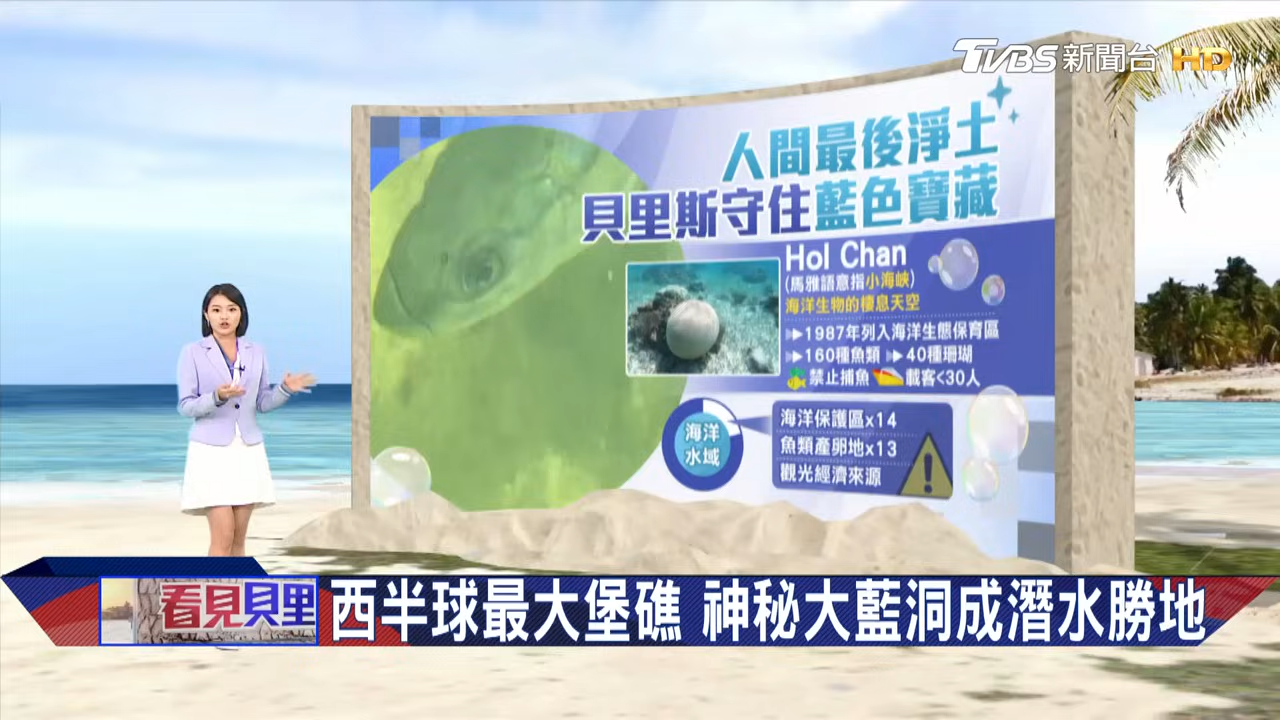 TVBS新聞台 HD
人間最後淨土
貝里斯守住藍色寶藏
Hol Chan
(馬雅語意指小海峽)
海洋生物的棲息天空
1987年列入海洋生態保育區
160種魚類 40種珊瑚
禁止捕魚 載客<30人
海洋
水域
海洋保護區x14
魚類產卵地x13
觀光經濟來源
看見貝里
西半球最大堡礁 神秘大藍洞成潛水勝地